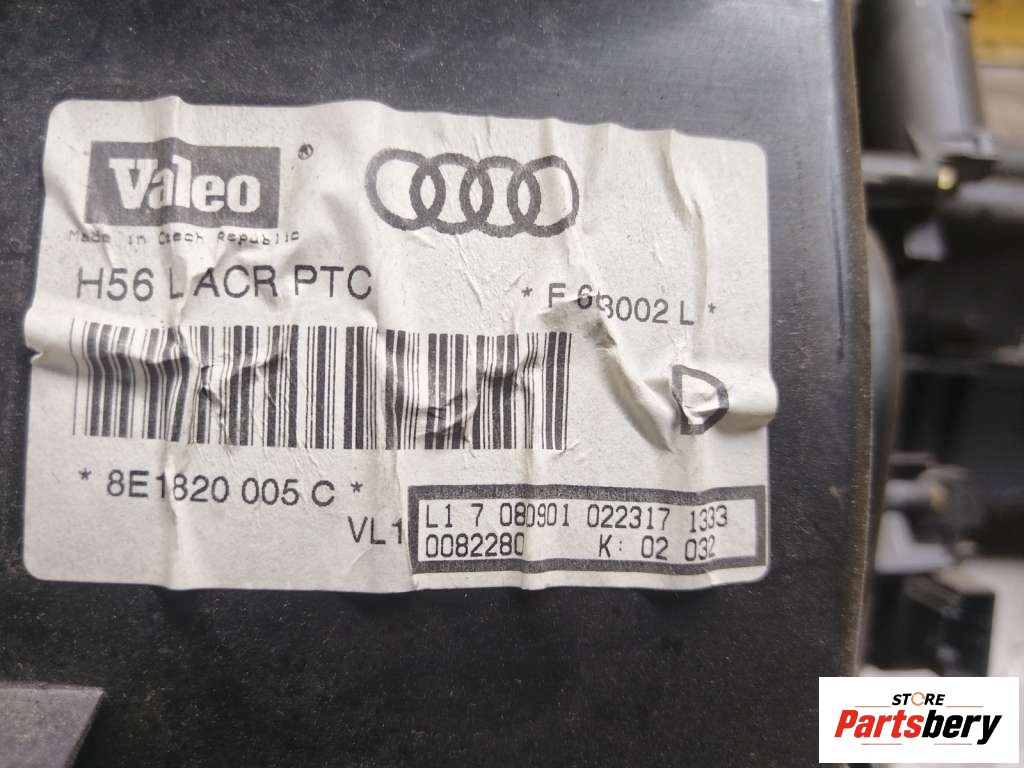 Valeo ®
Made in Czech Republic
H56 L ACR PTC
* F 668002 L *
D
* 8E1820 005 C *
VL1
L1 7 080901 022317 1333
0082280 K: 02 032
STORE
Partsbery